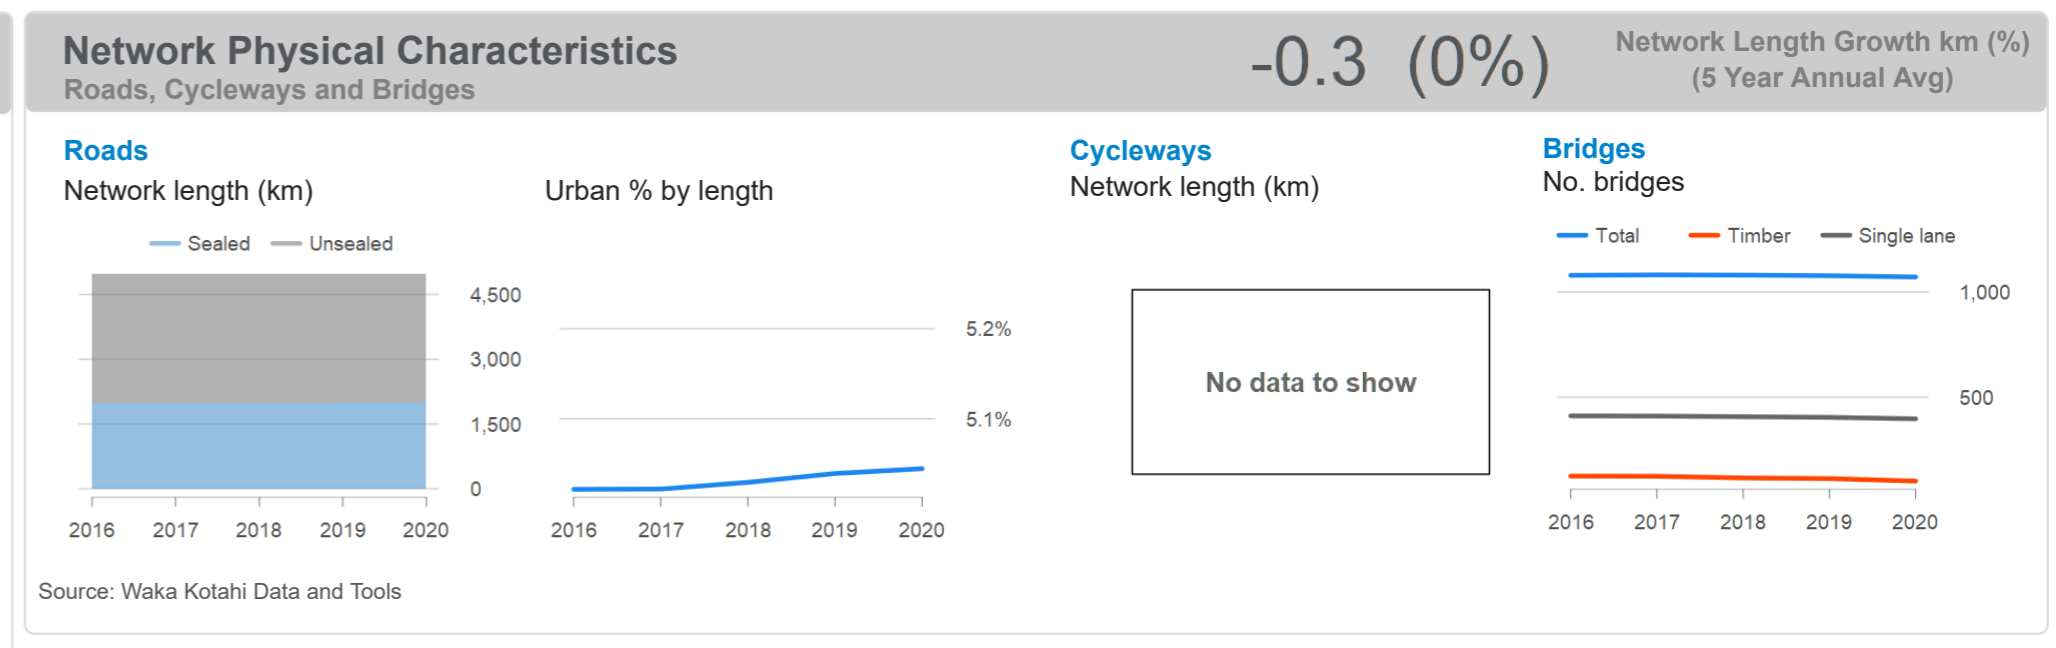 Network Physical Characteristics
Roads, Cycleways and Bridges
-0.3 (0%)
Network Length Growth km (%)
(5 Year Annual Avg)
Roads
Network length (km)
Sealed Unsealed
4,500
3,000
1,500
0
2016 2017 2018 2019 2020
Urban % by length
5.2%
5.1%
2016 2017 2018 2019 2020
Cycleways
Network length (km)
No data to show
Bridges
No. bridges
Total Timber Single lane
1,000
500
2016 2017 2018 2019 2020
Source: Waka Kotahi Data and Tools